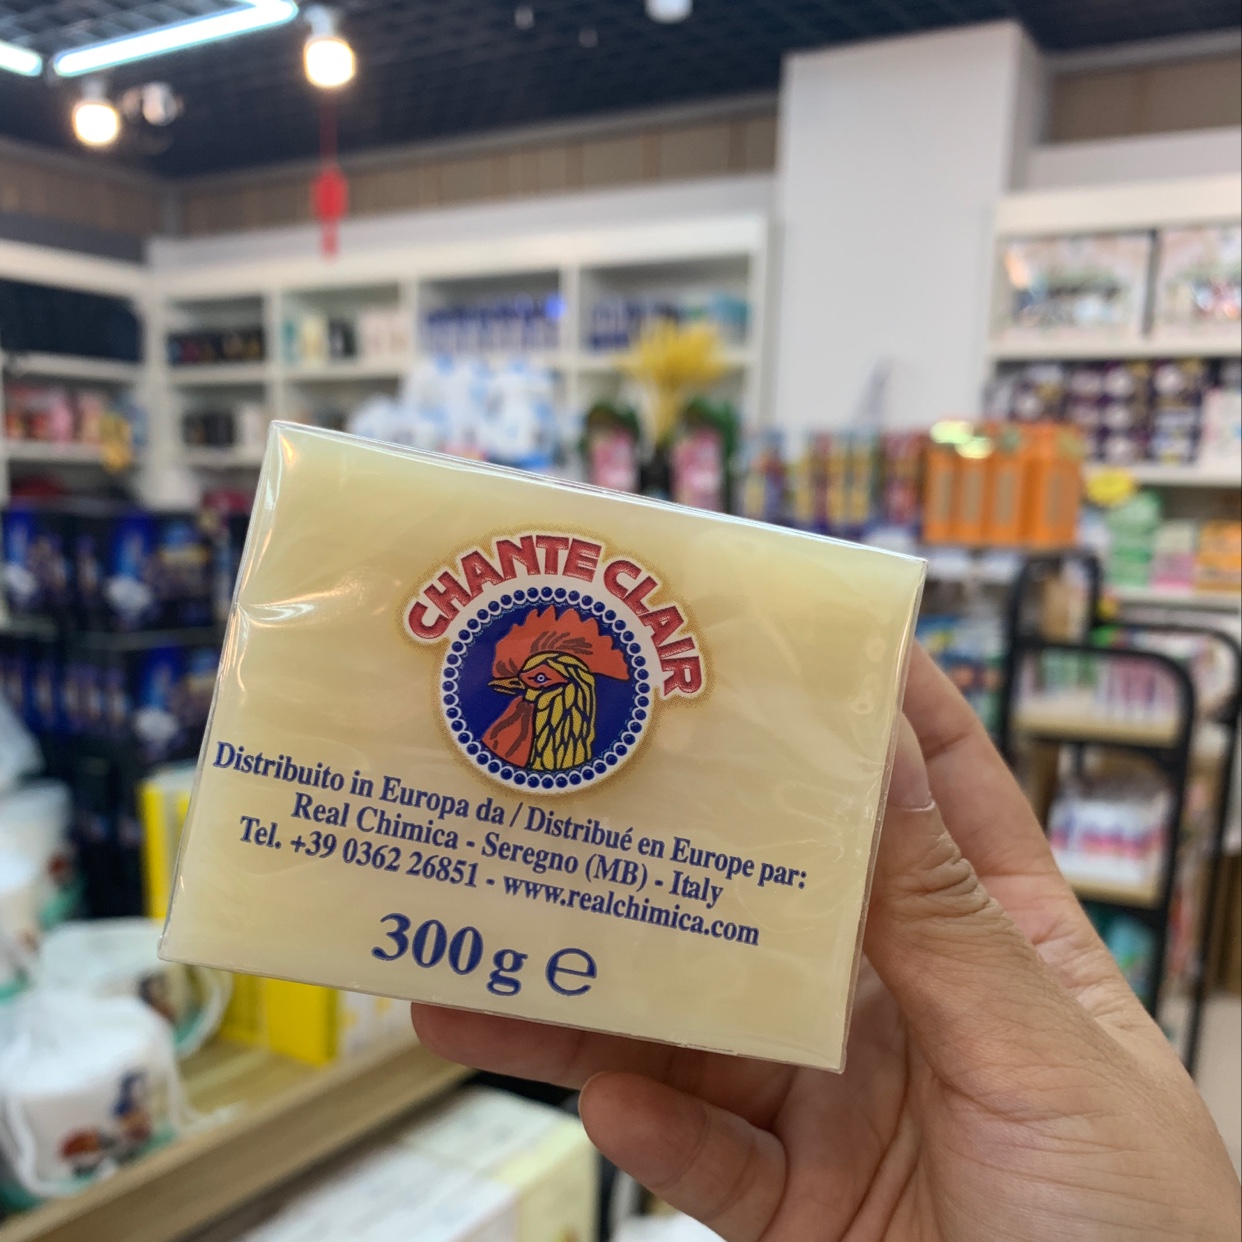 CHANTE CLAIR
Distribuito in Europa da / Distribué en Europe par:
Real Chimica - Seregno (MB) - Italy
Tel. +39 0362 26851 - www.realchimica.com
300 g ℮